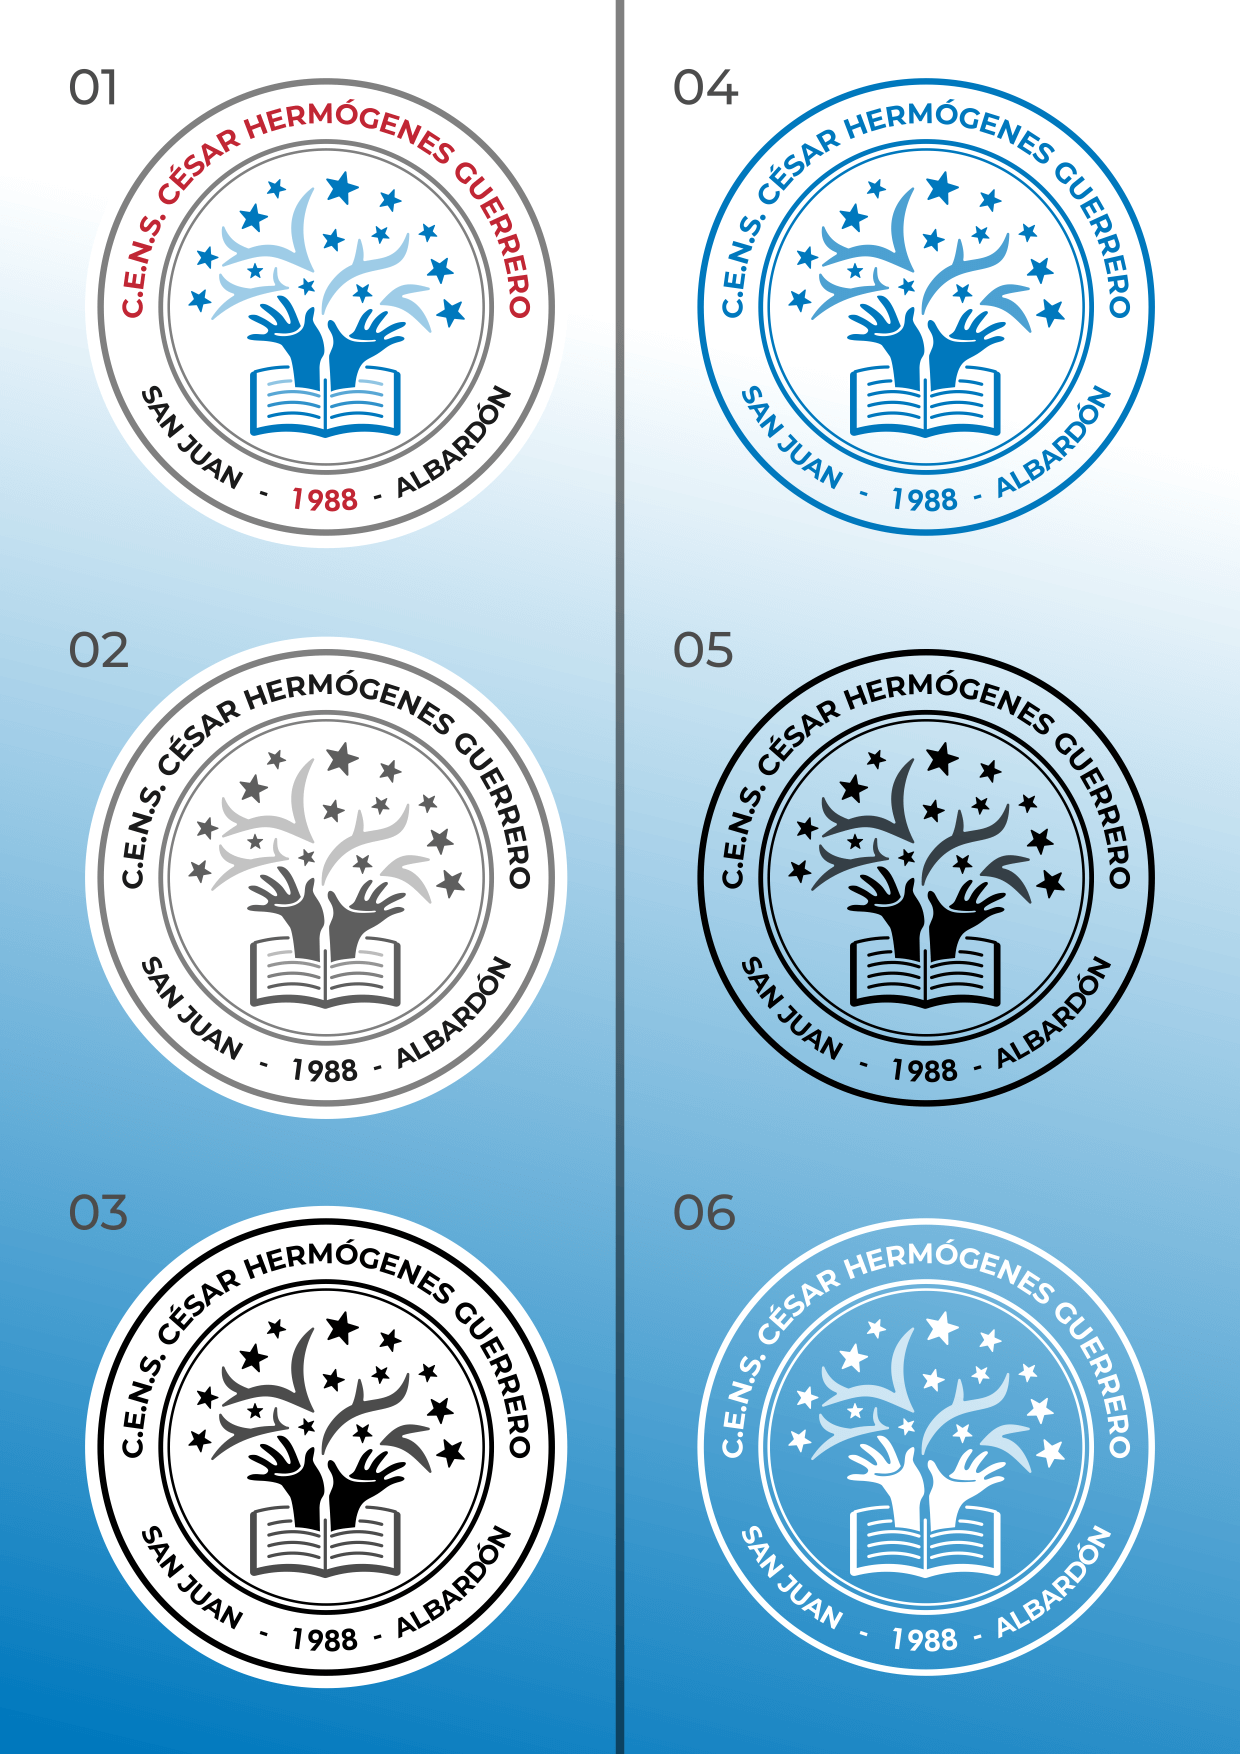 01
C.E.N.S. CÉSAR HERMÓGENES GUERRERO
SAN JUAN - 1988 - ALBARDÓN
02
C.E.N.S. CÉSAR HERMÓGENES GUERRERO
SAN JUAN - 1988 - ALBARDÓN
03
C.E.N.S. CÉSAR HERMÓGENES GUERRERO
SAN JUAN - 1988 - ALBARDÓN
04
C.E.N.S. CÉSAR HERMÓGENES GUERRERO
SAN JUAN - 1988 - ALBARDÓN
05
C.E.N.S. CÉSAR HERMÓGENES GUERRERO
SAN JUAN - 1988 - ALBARDÓN
06
C.E.N.S. CÉSAR HERMÓGENES GUERRERO
SAN JUAN - 1988 - ALBARDÓN